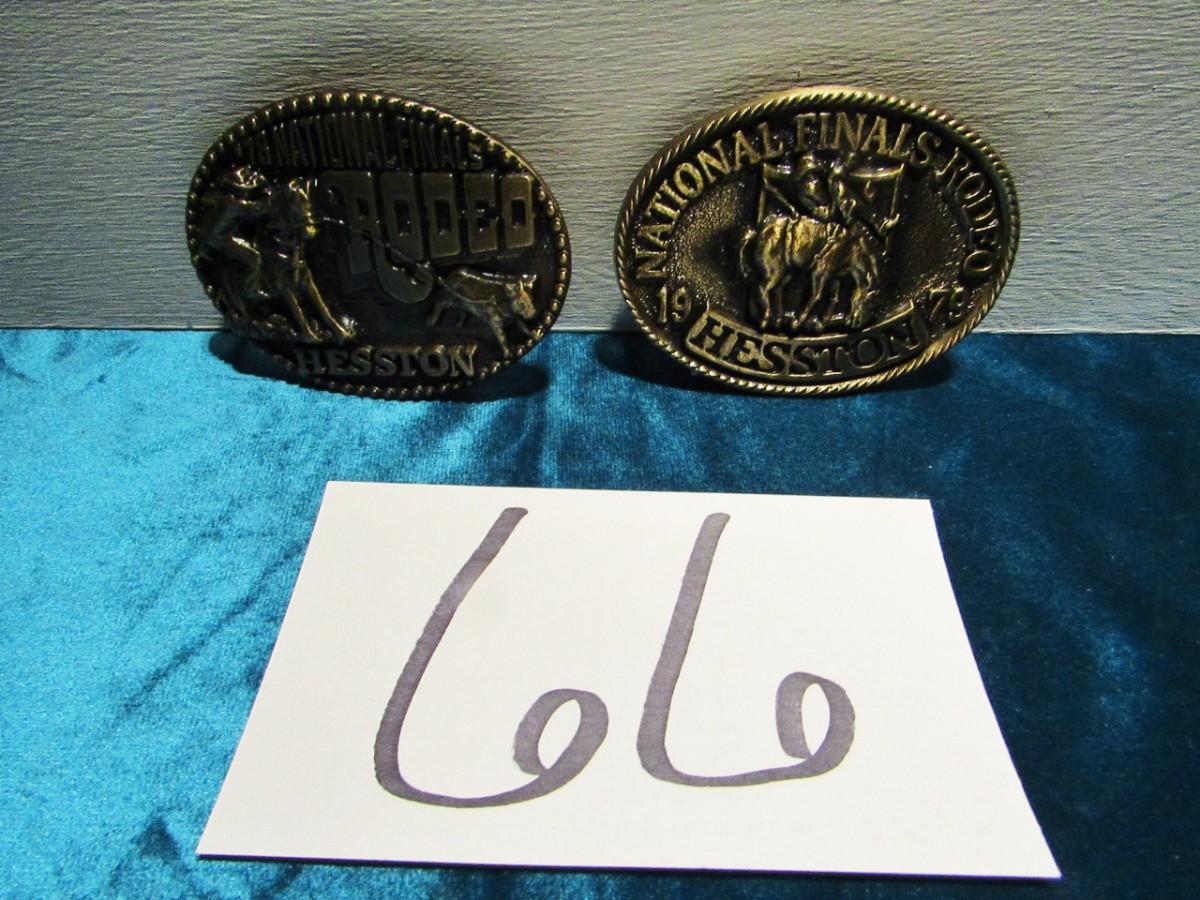 NATIONAL FINALS
RODEO
HESSTON
NATIONAL FINALS RODEO
19 79
HESSTON
66